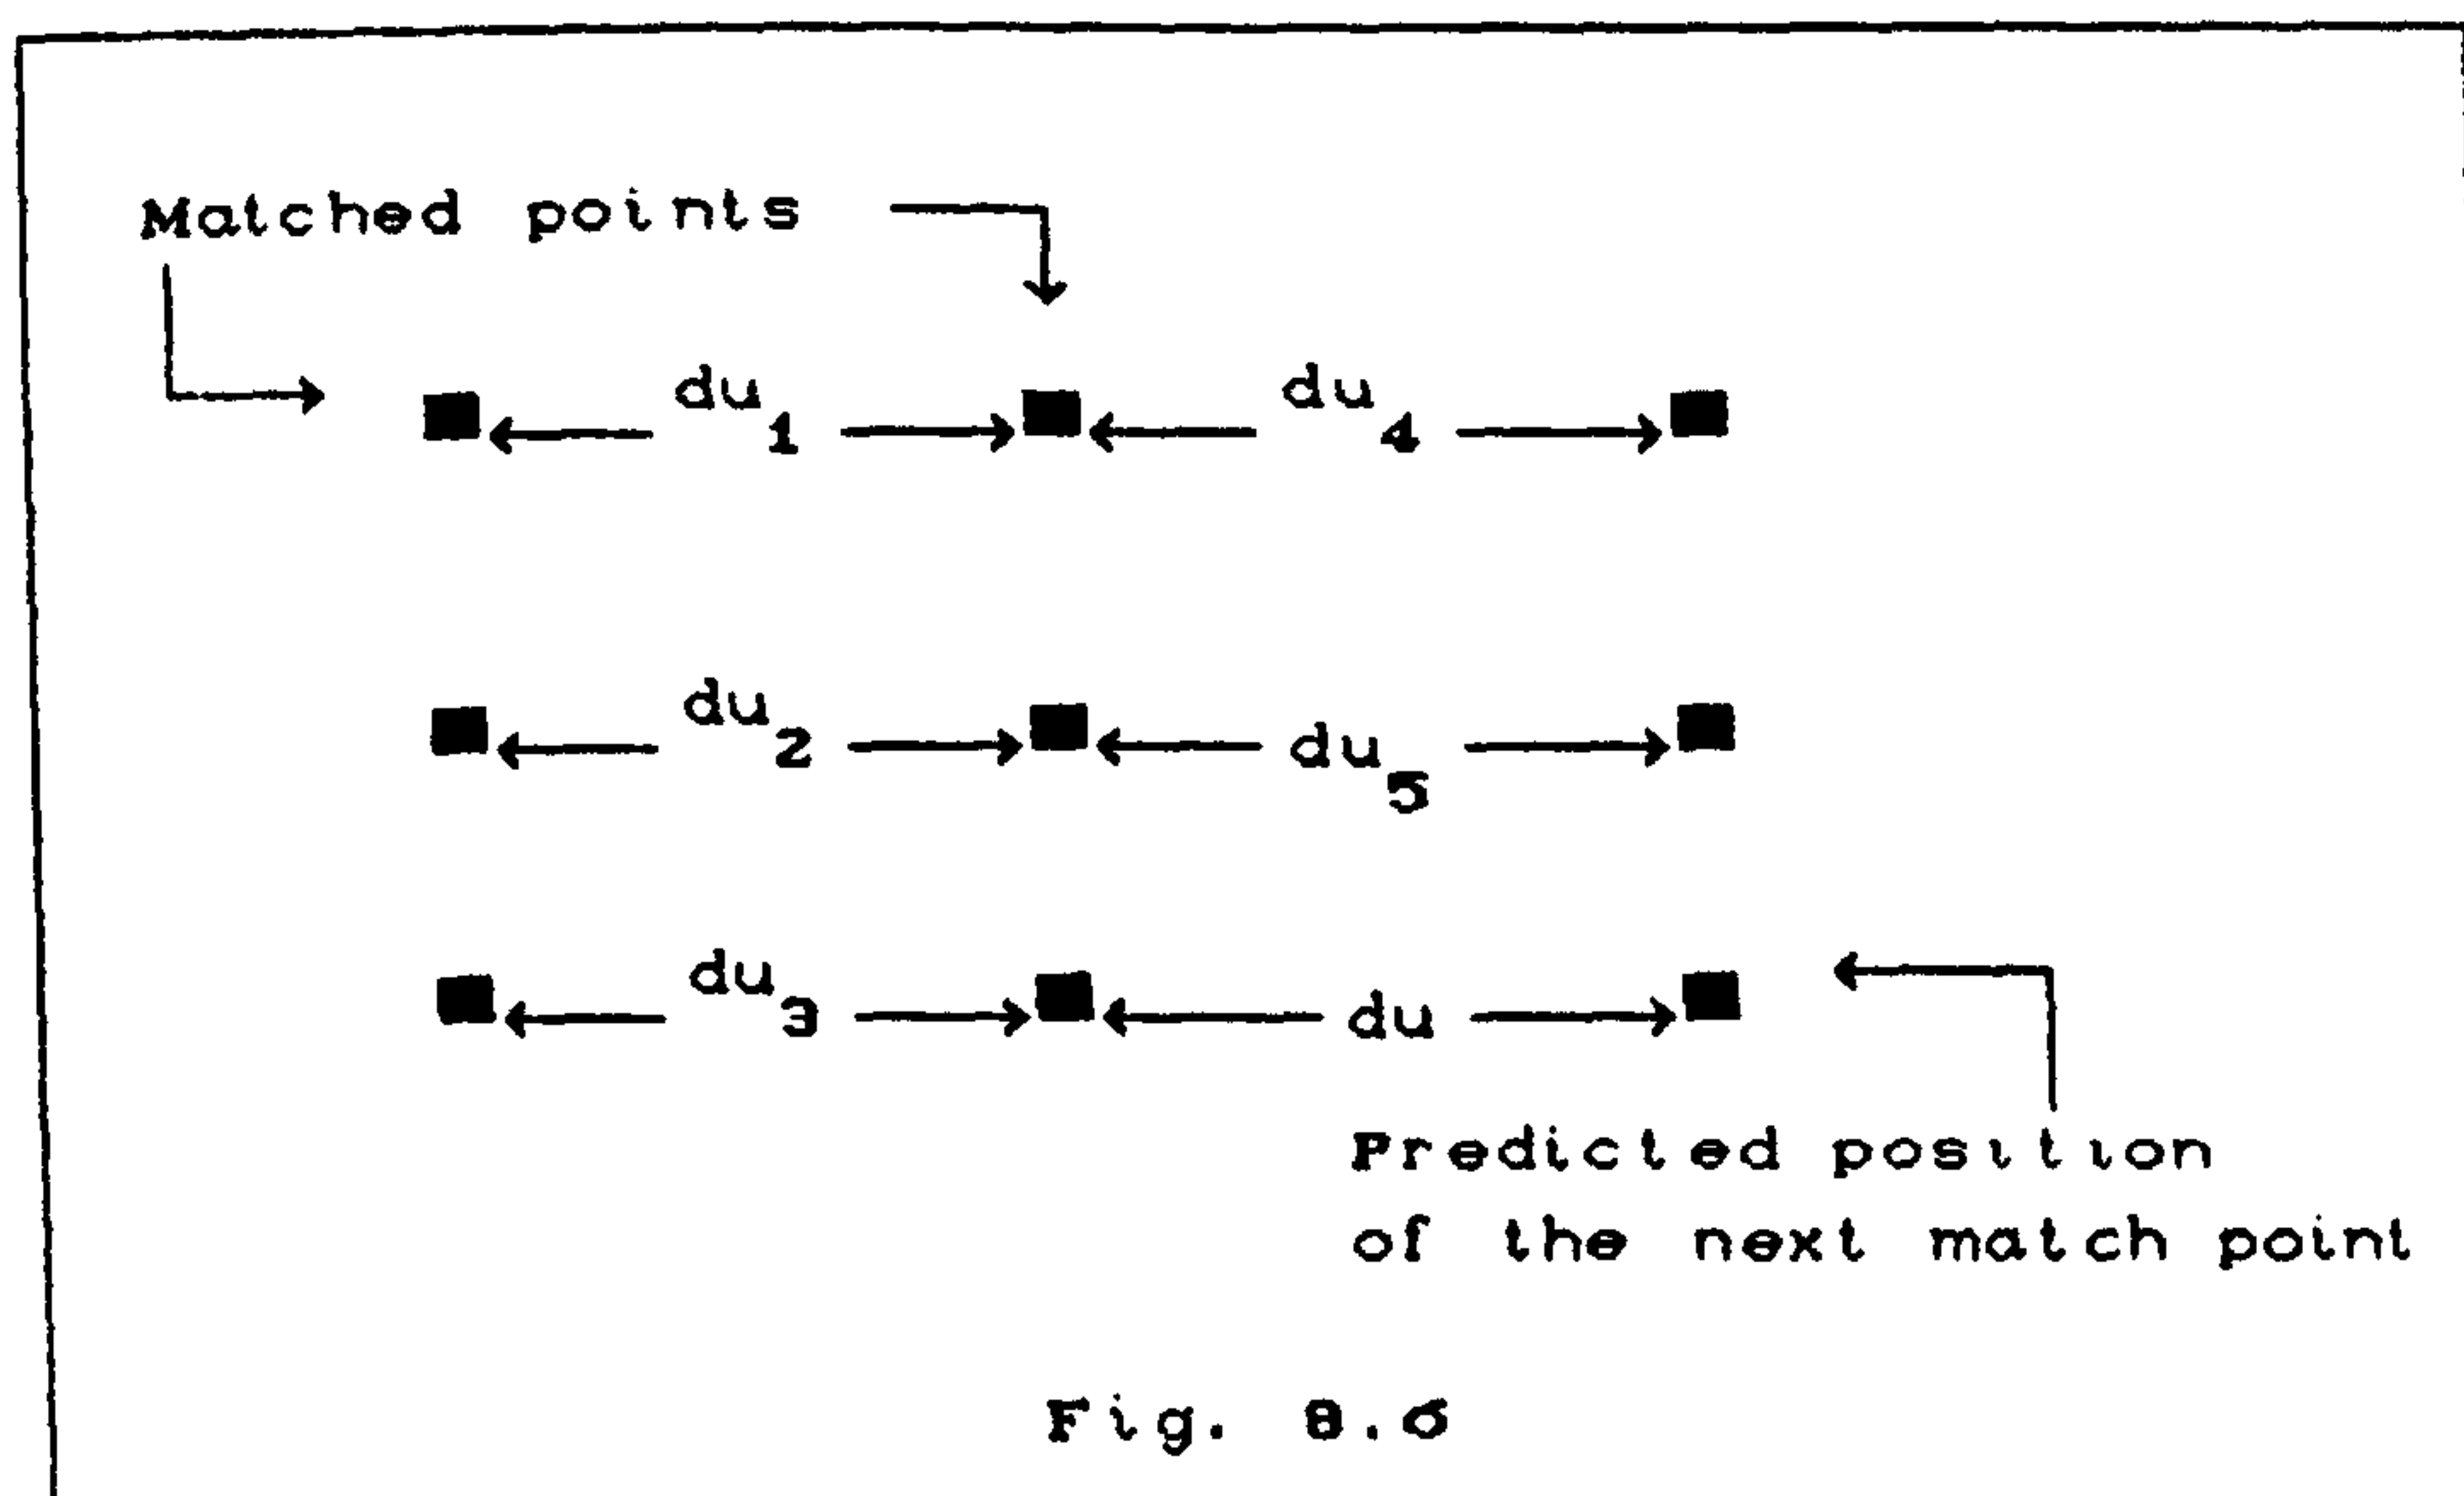 Matched points
du1 du4
du2 du5
du3 du
Predicted position
of the next match point
Fig. 8.6